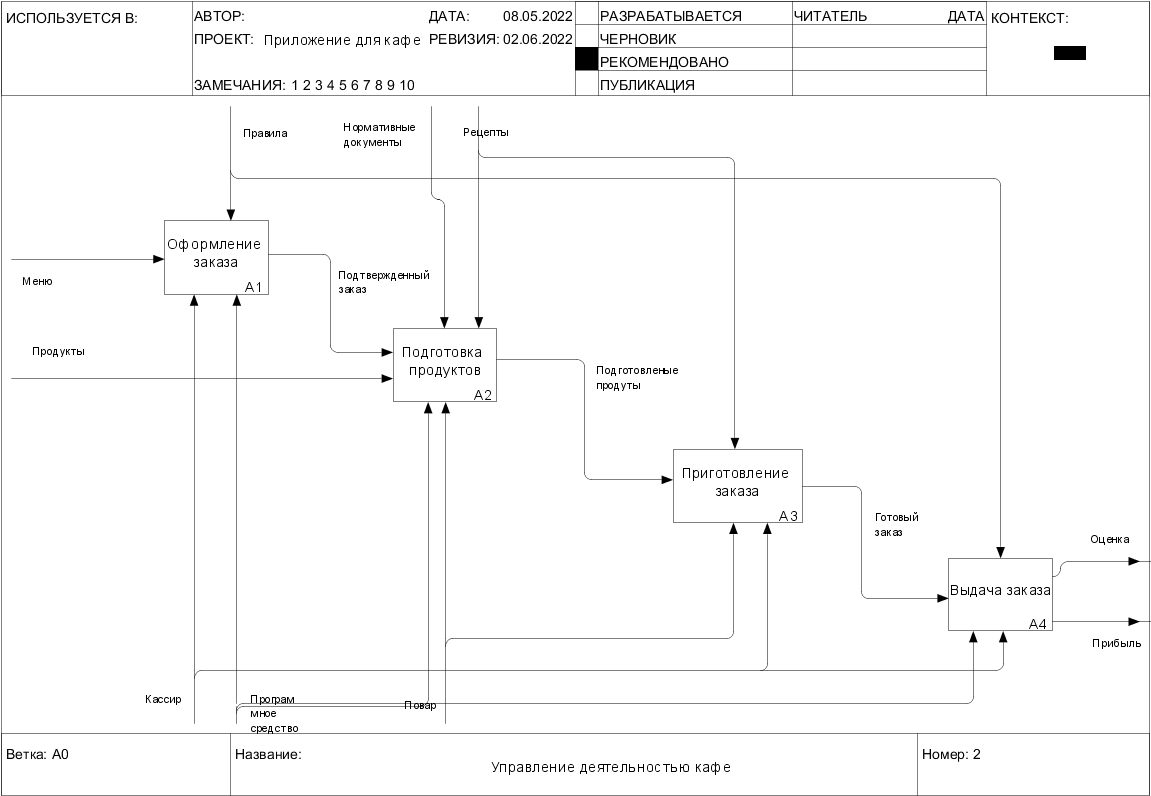 ИСПОЛЬЗУЕТСЯ В:
АВТОР:
ДАТА: 08.05.2022
ПРОЕКТ: Приложение для кафе
РЕВИЗИЯ: 02.06.2022
ЗАМЕЧАНИЯ: 1 2 3 4 5 6 7 8 9 10
РАЗРАБАТЫВАЕТСЯ
ЧЕРНОВИК
РЕКОМЕНДОВАНО
ПУБЛИКАЦИЯ
ЧИТАТЕЛЬ
ДАТА
КОНТЕКСТ:
Правила
Нормативные
документы
Рецепты
Оформление
заказа
A1
Меню
Подтвержденный
заказ
Продукты
Подготовка
продуктов
A2
Подготовленые
продуты
Приготовление
заказа
A3
Готовый
заказ
Оценка
Выдача заказа
A4
Прибыль
Кассир
Програм
мное
средство
Повар
Ветка: A0
Название:
Управление деятельностью кафе
Номер: 2